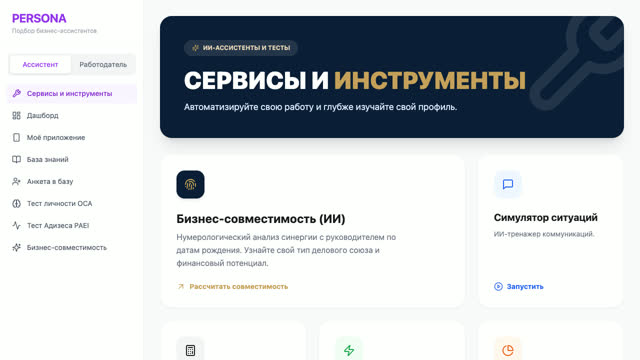 PERSONA
Подбор бизнес-ассистентов
Ассистент
Работодатель
Сервисы и инструменты
Дашборд
Моё приложение
База знаний
Анкета в базу
Тест личности OCA
Тест Адизеса PAEI
Бизнес-совместимость
ИИ-АССИСТЕНТЫ И ТЕСТЫ
СЕРВИСЫ И ИНСТРУМЕНТЫ
Автоматизируйте свою работу и глубже изучайте свой профиль.
Бизнес-совместимость (ИИ)
Нумерологический анализ синергии с руководителем по
датам рождения. Узнайте свой тип делового союза и
финансовый потенциал.
Рассчитать совместимость
Симулятор ситуаций
ИИ-тренажер коммуникаций.
Запустить